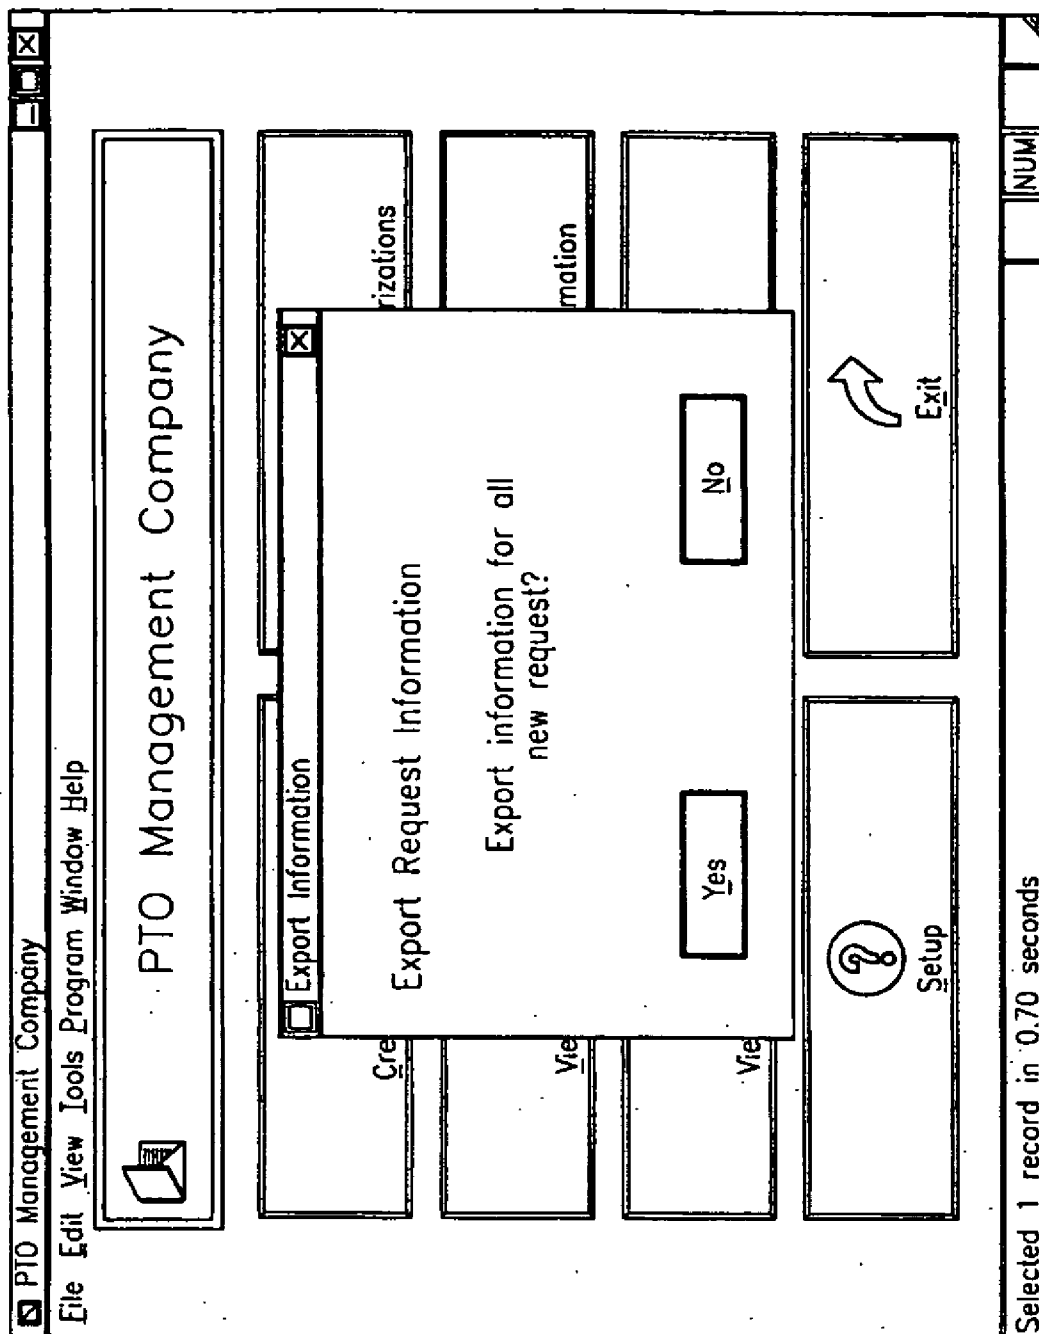 PTO Management Company
File Edit View Tools Program Window Help
PTO Management Company
Export Information
Export Request Information
Export information for all
new request?
Yes
No
Cre
rizations
Vie
mation
Vie
Setup
Exit
Selected 1 record in 0.70 seconds
NUM